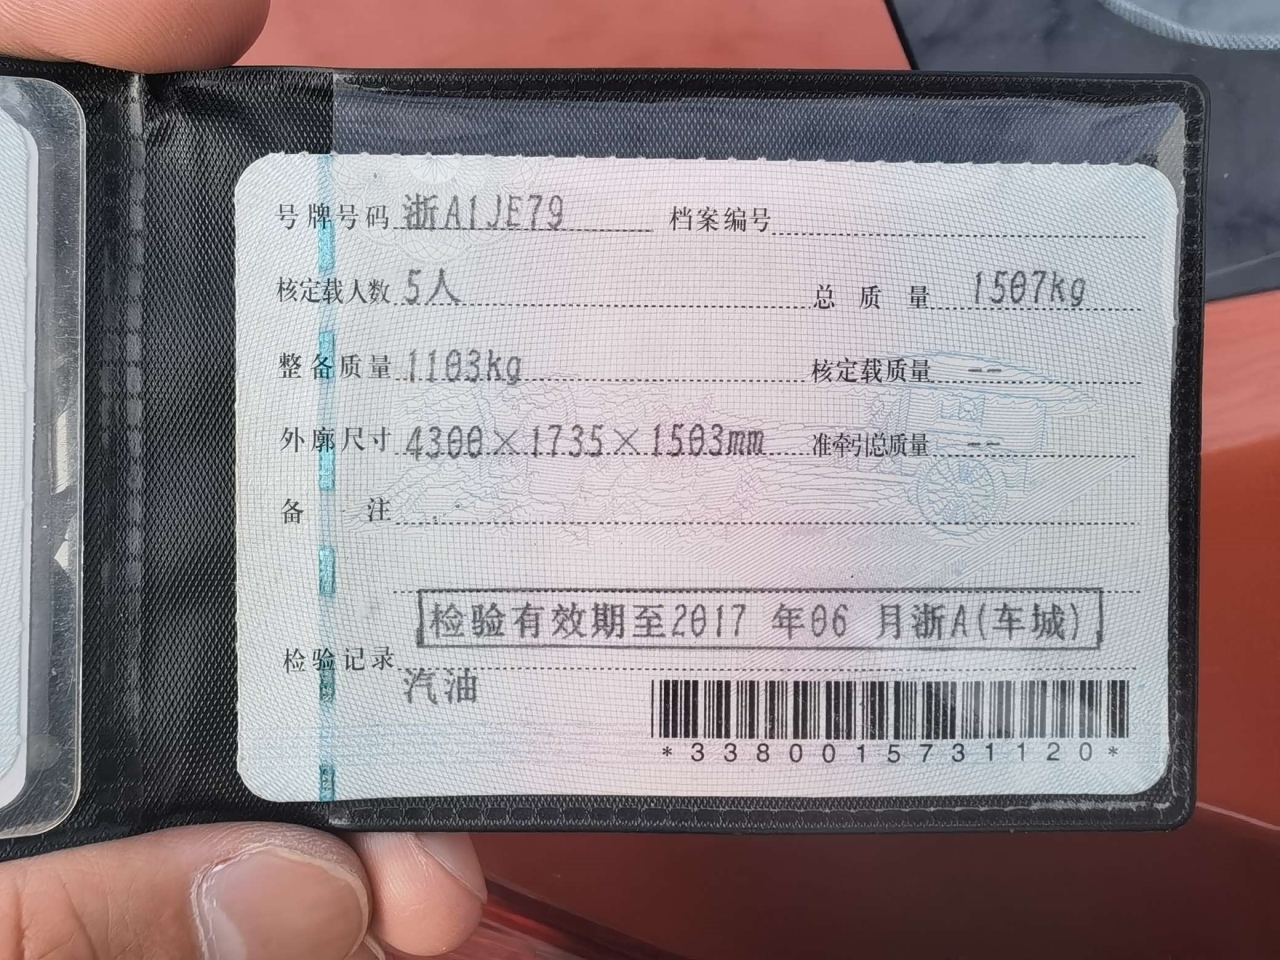 号牌号码 浙A1JE79 档案编号
核定载人数 5人 总质量 1507kg
整备质量 1103kg 核定载质量 --
外廓尺寸 4300×1735×1503mm 准牵引总质量 --
备注
检验有效期至2017 年06 月浙A(车城)
检验记录
汽油
*3380015731120*